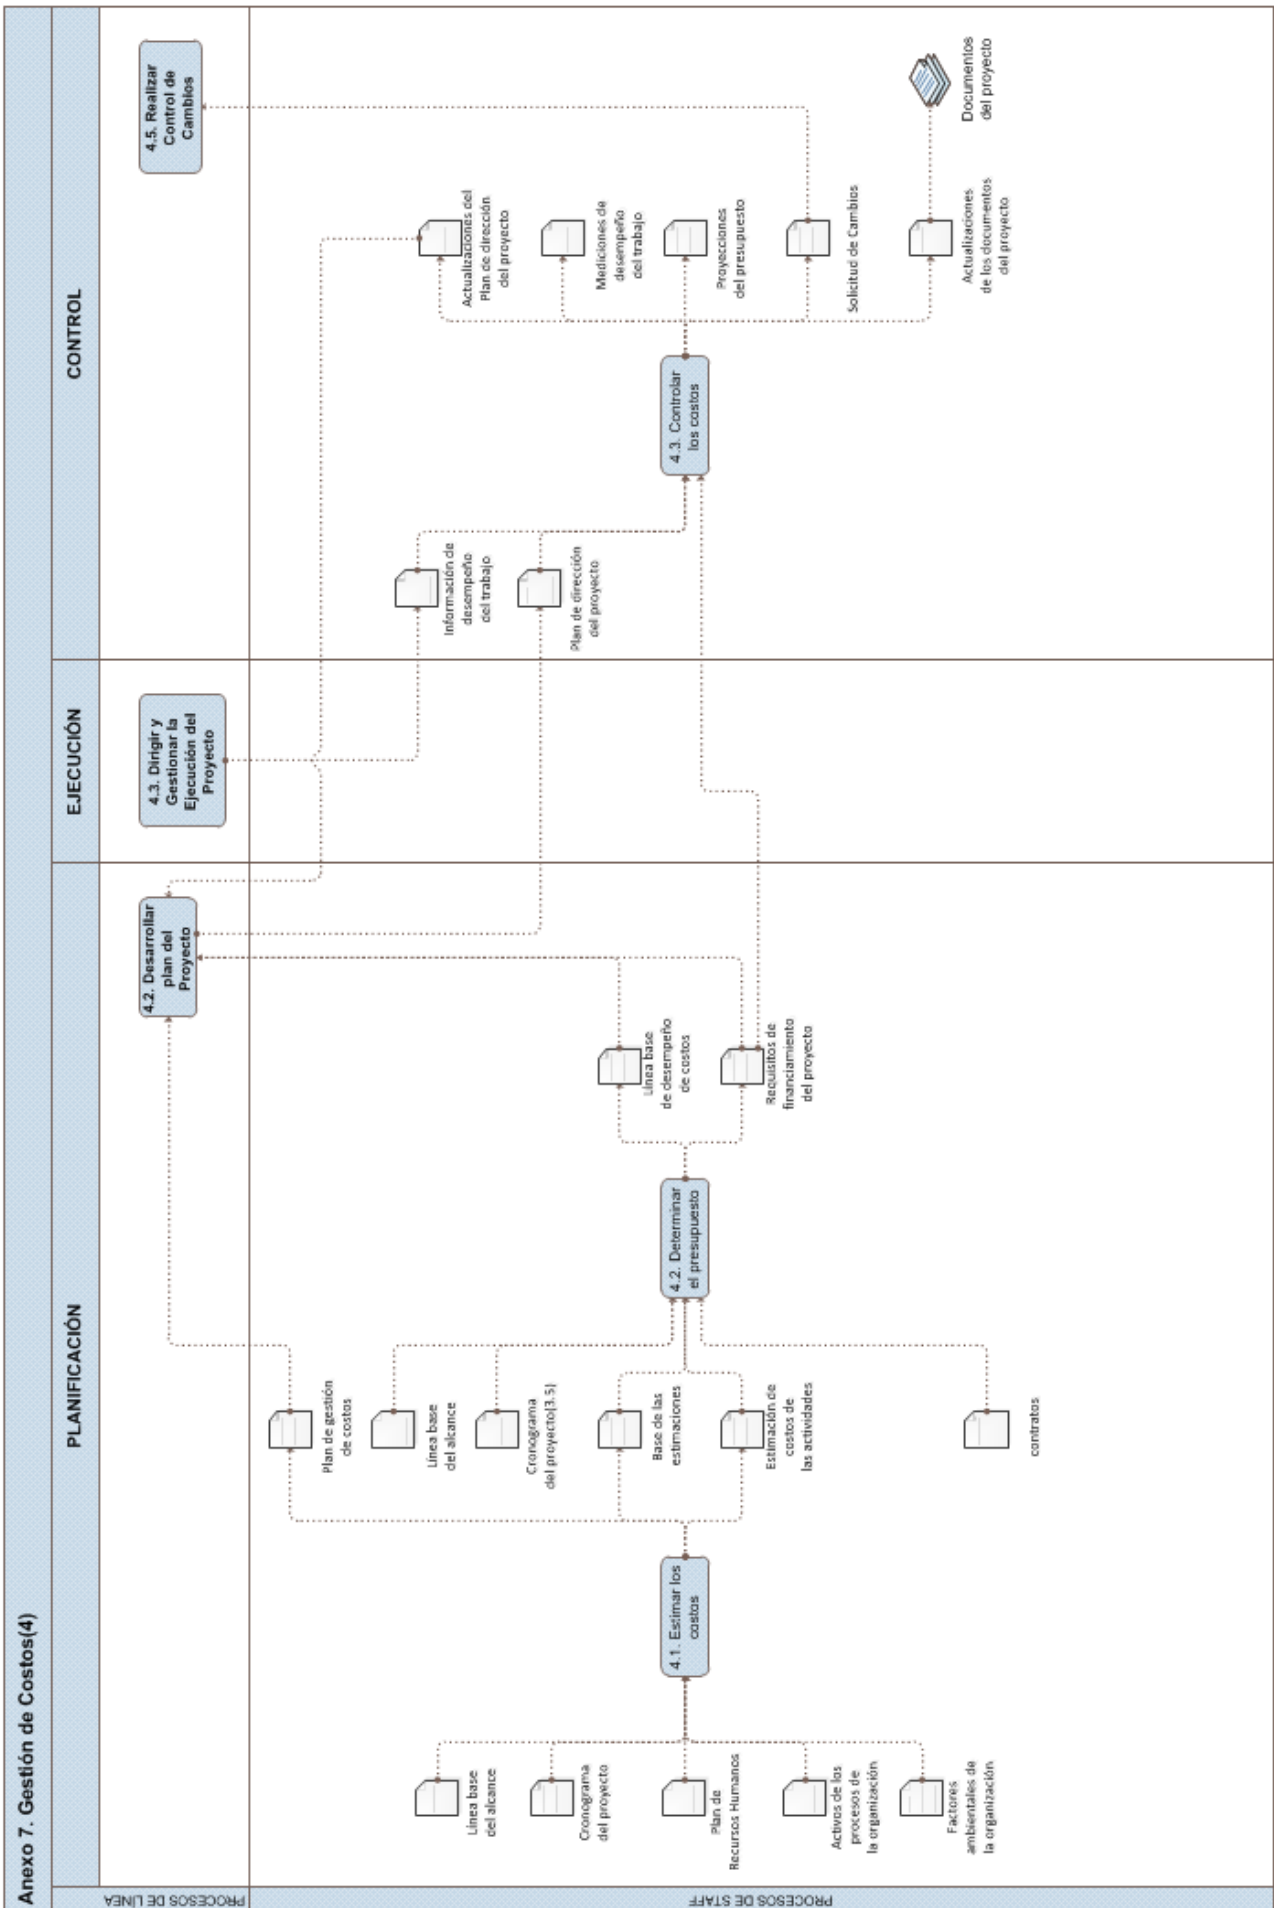 Anexo 7. Gestión de Costos(4)
PLANIFICACIÓN
EJECUCIÓN
CONTROL
PROCESOS DE LÍNEA
4.2. Desarrollar
plan del
Proyecto
4.3. Dirigir y
Gestionar la
Ejecución del
Proyecto
4.5. Realizar
Control de
Cambios
PROCESOS DE STAFF
Línea base
del alcance
Cronograma
del proyecto
Plan de
Recursos Humanos
Activos de los
procesos de
la organización
Factores
ambientales de
la organización
4.1. Estimar los
costos
Plan de gestión
de costos
Línea base
del alcance
Cronograma
del proyecto(3.5)
Base de las
estimaciones
Estimación de
costos de
las actividades
contratos
4.2. Determinar
el presupuesto
Línea base
de desempeño
de costos
Requisitos de
financiamiento
del proyecto
Información de
desempeño
del trabajo
Plan de dirección
del proyecto
4.3. Controlar
los costos
Actualizaciones del
Plan de dirección
del proyecto
Mediciones de
desempeño
del trabajo
Proyecciones
del presupuesto
Solicitud de Cambios
Actualizaciones
de los documentos
del proyecto
Documentos
del proyecto